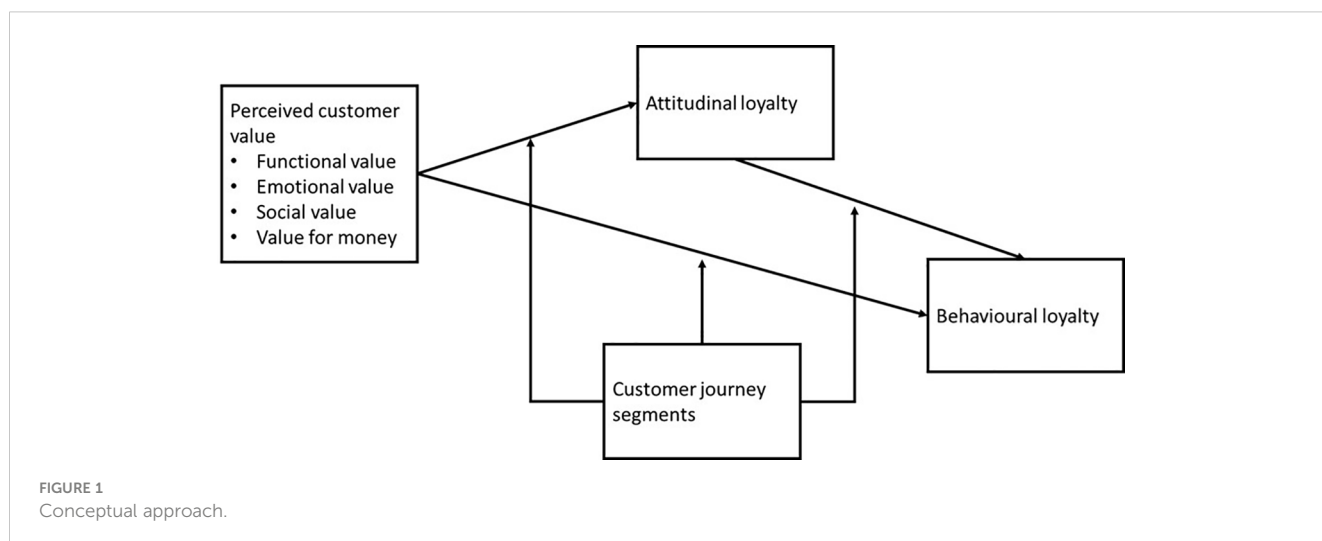 Perceived customer
value
• Functional value
• Emotional value
• Social value
• Value for money
Attitudinal loyalty
Behavioural loyalty
Customer journey
segments
FIGURE 1
Conceptual approach.